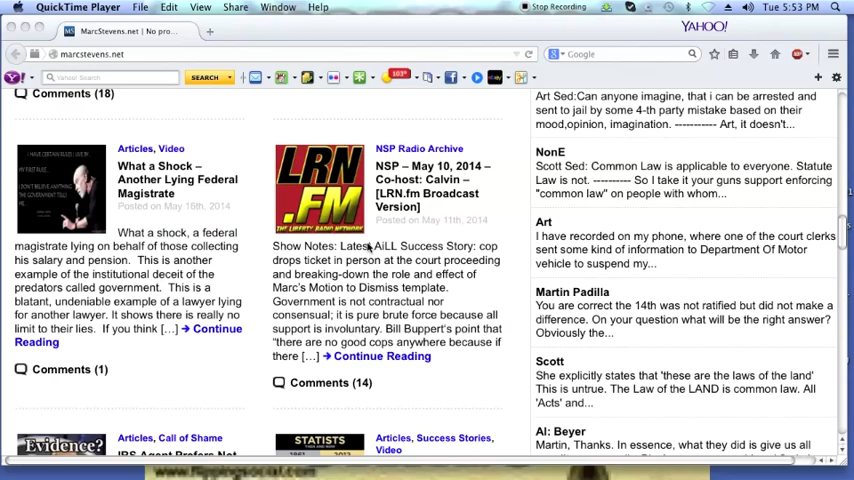 QuickTime Player File Edit View Share Window Help Stop Recording Tue 5:53 PM
MarcStevens.net | No pro...
YAHOO!
marcstevens.net
Google
Yahoo! Search
SEARCH
103°
ebay
Comments (18)
Articles, Video
What a Shock –
Another Lying Federal
Magistrate
Posted on May 16th, 2014
What a shock, a federal
magistrate lying on behalf of those collecting
his salary and pension. This is another
example of the institutional deceit of the
predators called government. This is a
blatant, undeniable example of a lawyer lying
for another lawyer. It shows there is really no
limit to their lies. If you think [...] → Continue
Reading
Comments (1)
Evidence?
Articles, Call of Shame
IRS Agent Prefers Not
LRN
.FM
THE LIBERTY RADIO NETWORK
NSP Radio Archive
NSP – May 10, 2014 –
Co-host: Calvin –
[LRN.fm Broadcast
Version]
Posted on May 11th, 2014
Show Notes: Latest AiLL Success Story: cop
drops ticket in person at the court proceeding
and breaking-down the role and effect of
Marc's Motion to Dismiss template.
Government is not contractual nor
consensual; it is pure brute force because all
support is involuntary. Bill Buppert's point that
"there are no good cops anywhere because if
there [...] → Continue Reading
Comments (14)
STATISTS
Articles, Success Stories,
Video
Art Sed:Can anyone imagine, that i can be arrested and
sent to jail by some 4-th party mistake based on their
mood,opinion, imagination. ---------- Art, it doesn't...
NonE
Scott Sed: Common Law is applicable to everyone. Statute
Law is not. ---------- So I take it your guns support enforcing
"common law" on people with whom...
Art
I have recorded on my phone, where one of the court clerks
sent some kind of information to Department Of Motor
vehicle to suspend my...
Martin Padilla
You are correct the 14th was not ratified but did not make a
difference. On your question what will be the right answer?
Obviously the...
Scott
She explicitly states that 'these are the laws of the land'
This is untrue. The Law of the LAND is common law. All
'Acts' and...
Al: Beyer
Martin, Thanks. In essence, what they did is give us all
www.flippingsocial.com